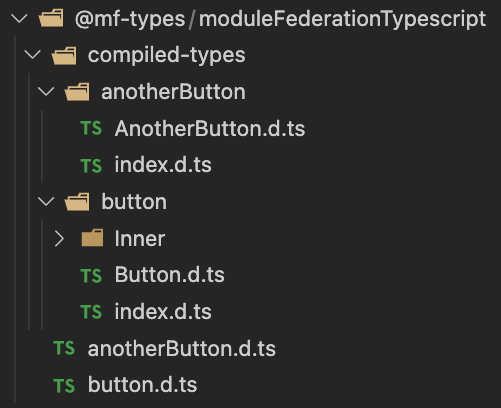 @mf-types/moduleFederationTypescript
compiled-types
anotherButton
TS AnotherButton.d.ts
TS index.d.ts
button
Inner
TS Button.d.ts
TS index.d.ts
TS anotherButton.d.ts
TS button.d.ts